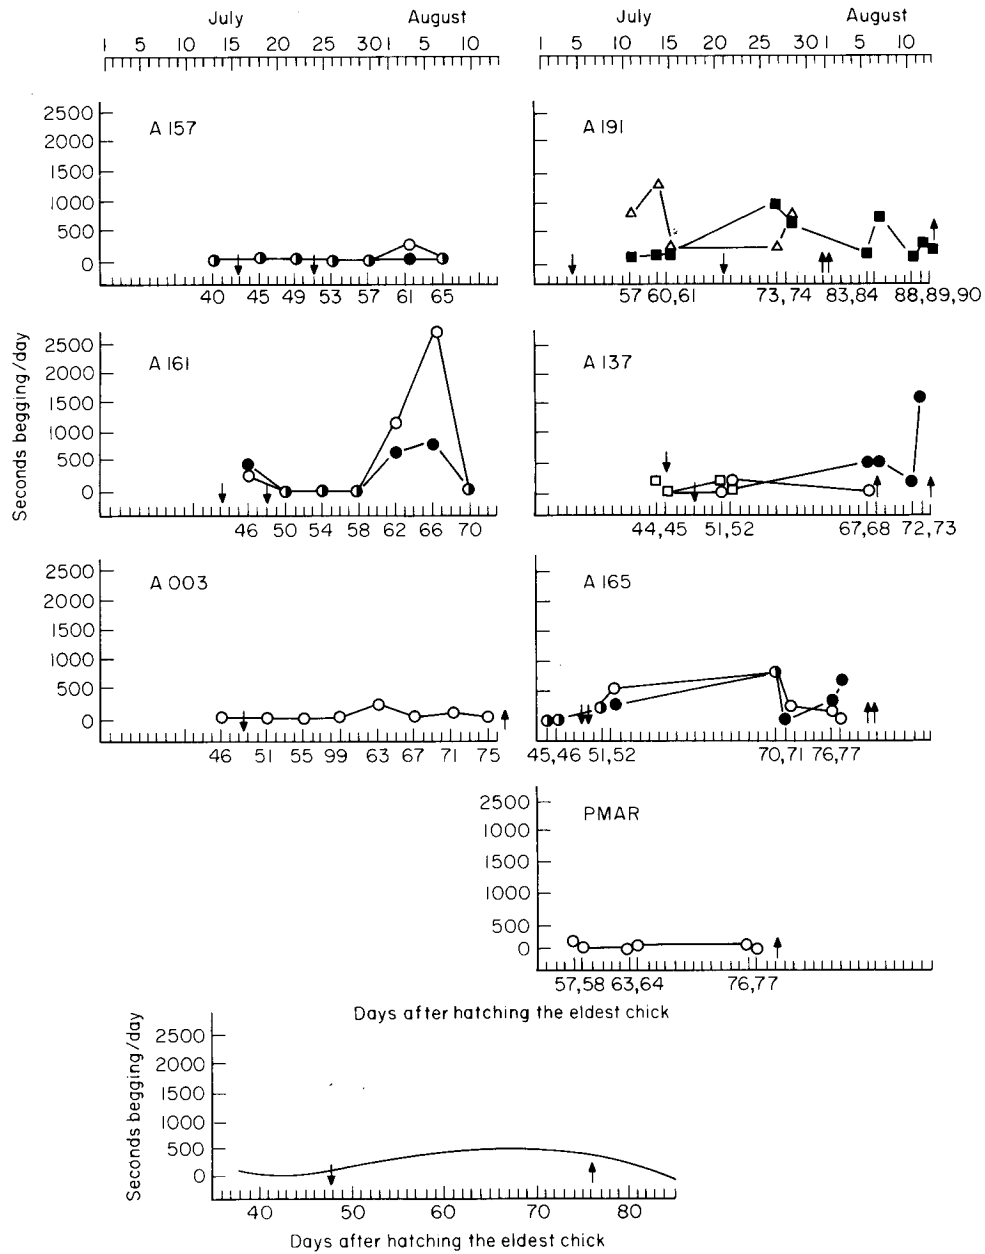 July August July August
1 5 10 15 20 25 30 1 5 10 1 5 10 15 20 25 30 1 5 10
2500
2000
1500
1000
500
0
A 157
40 45 49 53 57 61 65
A 191
57 60,61 73,74 83,84 88,89,90
Seconds begging/day
2500
2000
1500
1000
500
0
A 161
46 50 54 58 62 66 70
A 137
44,45 51,52 67,68 72,73
2500
2000
1500
1000
500
0
A 003
46 51 55 99 63 67 71 75
A 165
45,46 51,52 70,71 76,77
2500
1000
1500
1000
500
0
PMAR
57,58 63,64 76,77
Days after hatching the eldest chick
Seconds begging/day
2500
2000
1500
1000
500
0
40 50 60 70 80
Days after hatching the eldest chick